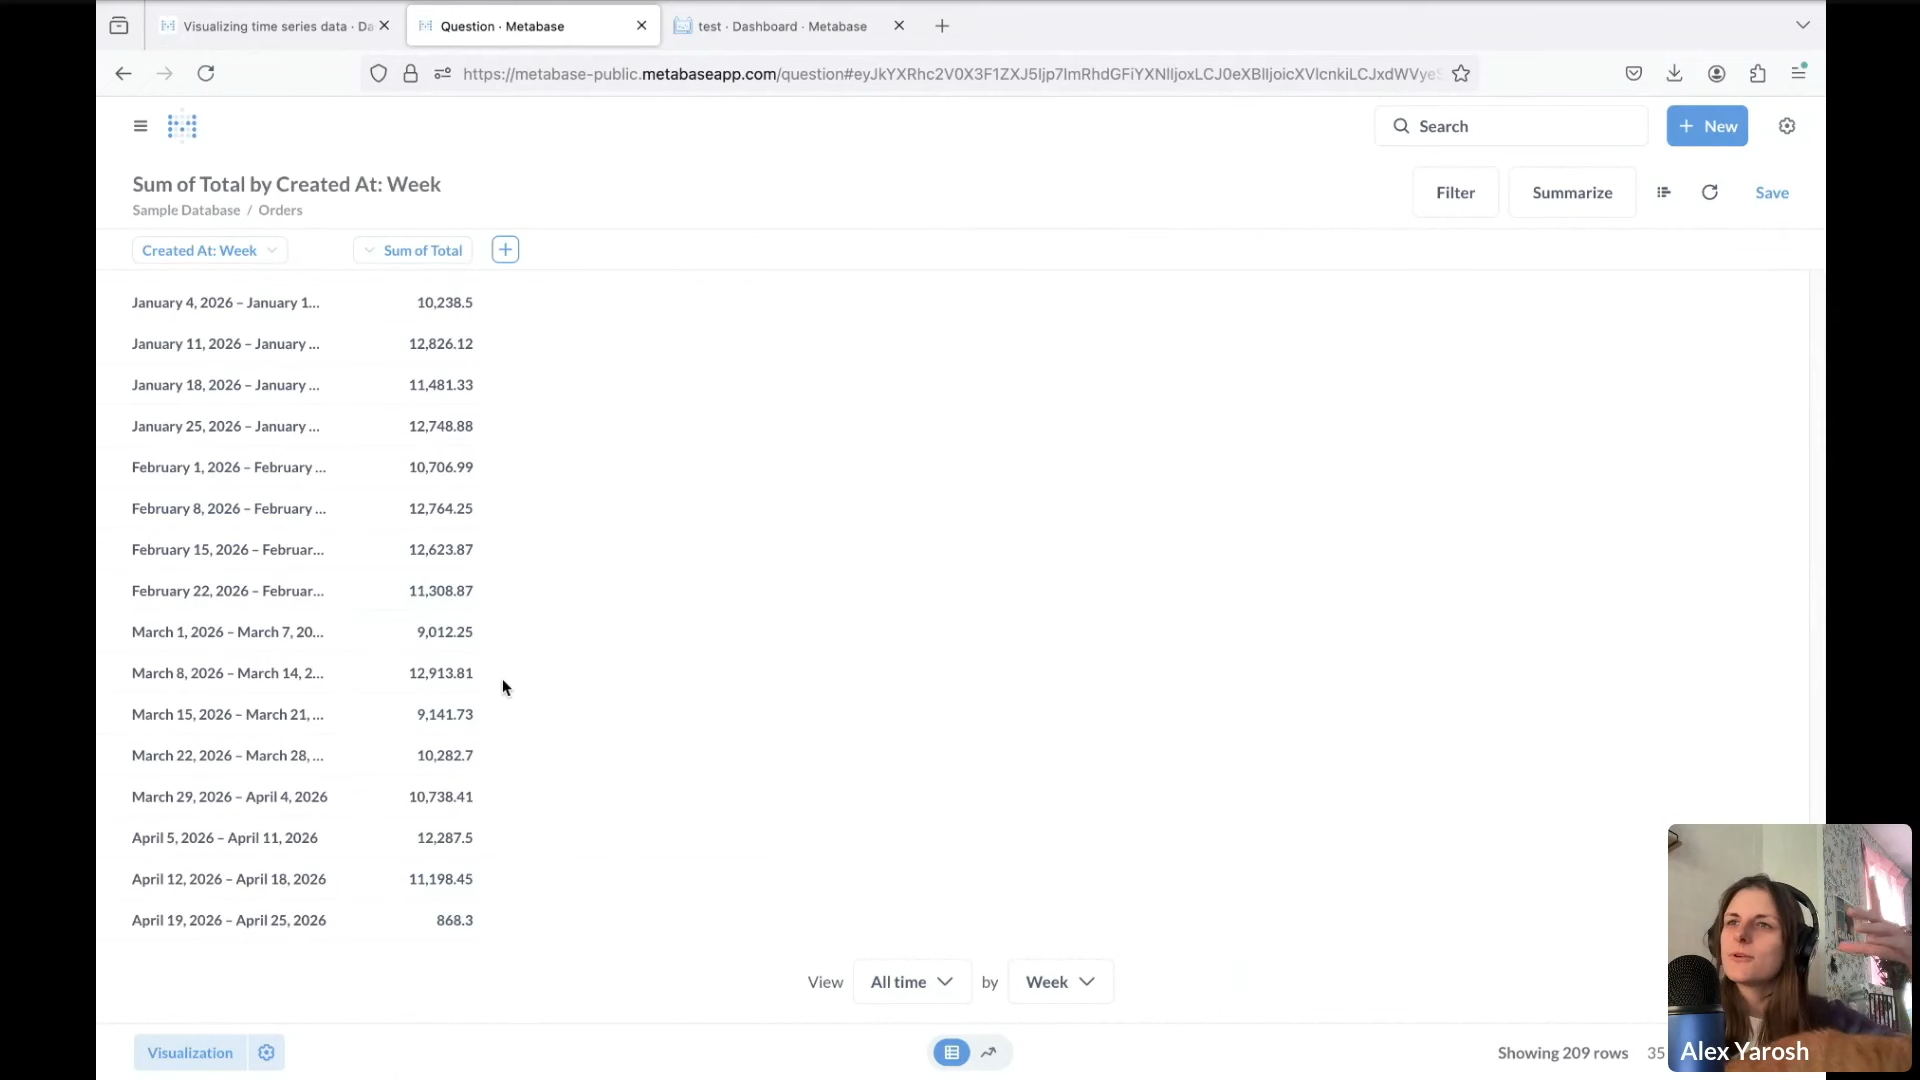 Visualizing time series data · Da
Question · Metabase
test · Dashboard · Metabase
https://metabase-public.metabaseapp.com/question#eyJkYXRhc2V0X3F1ZXJ5Ijp7ImRhdGFiYXNlIjoxLCJ0eXBlIjoicXVlcnkiLCJxdWVyeS
Search
+ New
Sum of Total by Created At: Week
Sample Database / Orders
Filter
Summarize
Save
Created At: Week
Sum of Total
January 4, 2026 – January 1... 10,238.5
January 11, 2026 – January ... 12,826.12
January 18, 2026 – January ... 11,481.33
January 25, 2026 – January ... 12,748.88
February 1, 2026 – February ... 10,706.99
February 8, 2026 – February ... 12,764.25
February 15, 2026 – Februar... 12,623.87
February 22, 2026 – Februar... 11,308.87
March 1, 2026 – March 7, 20... 9,012.25
March 8, 2026 – March 14, 2... 12,913.81
March 15, 2026 – March 21, ... 9,141.73
March 22, 2026 – March 28, ... 10,282.7
March 29, 2026 – April 4, 2026 10,738.41
April 5, 2026 – April 11, 2026 12,287.5
April 12, 2026 – April 18, 2026 11,198.45
April 19, 2026 – April 25, 2026 868.3
View All time by Week
Visualization
Showing 209 rows 35
Alex Yarosh